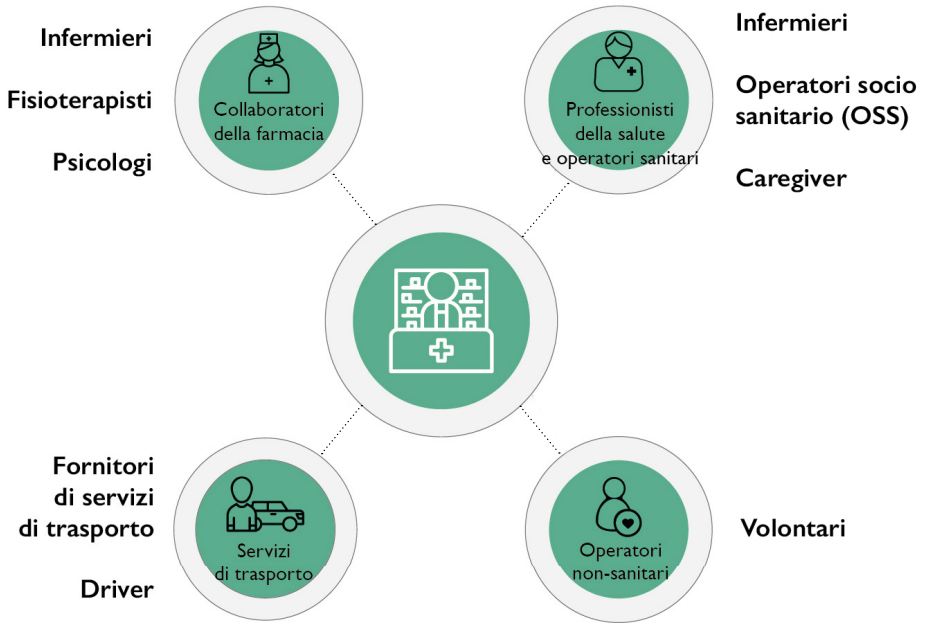 Infermieri
Fisioterapisti
Psicologi
Collaboratori
della farmacia
Professionisti
della salute
e operatori sanitari
Infermieri
Operatori socio
sanitario (OSS)
Caregiver
Fornitori
di servizi
di trasporto
Driver
Servizi
di trasporto
Operatori
non-sanitari
Volontari